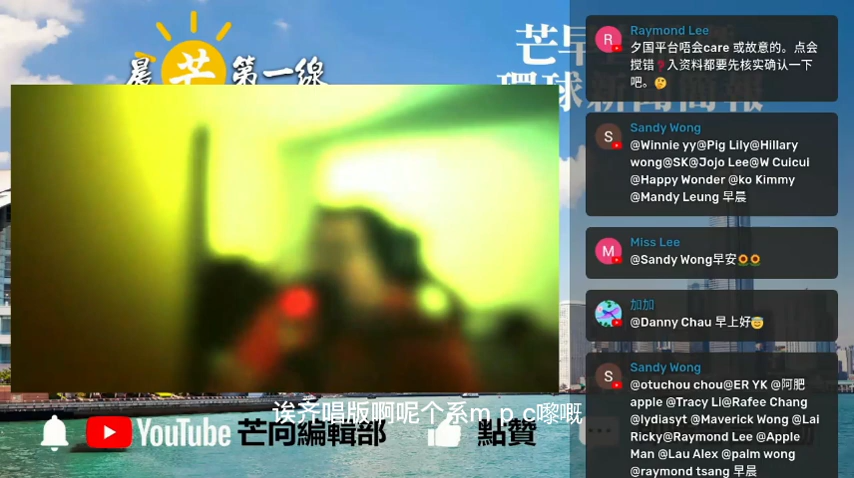 晨芒第一線
芒早
環球新聞簡報
Raymond Lee
夕国平台唔会care 或故意的。点会
搅错❓入资料都要先核实确认一下
吧。🤔
Sandy Wong
@Winnie yy@Pig Lily@Hillary
wong@SK@Jojo Lee@W Cuicui
@Happy Wonder @ko Kimmy
@Mandy Leung 早晨
Miss Lee
@Sandy Wong早安🌻🌻
加加
@Danny Chau 早上好😇
Sandy Wong
@otuchou chou@ER YK @阿肥
apple @Tracy Li@Rafee Chang
@lydiasyt @Maverick Wong @Lai
Ricky@Raymond Lee @Apple
Man @Lau Alex @palm wong
@raymond tsang 早晨
诶齐唱版啊呢个系m p c嚟嘅
YouTube 芒向編輯部
點贊